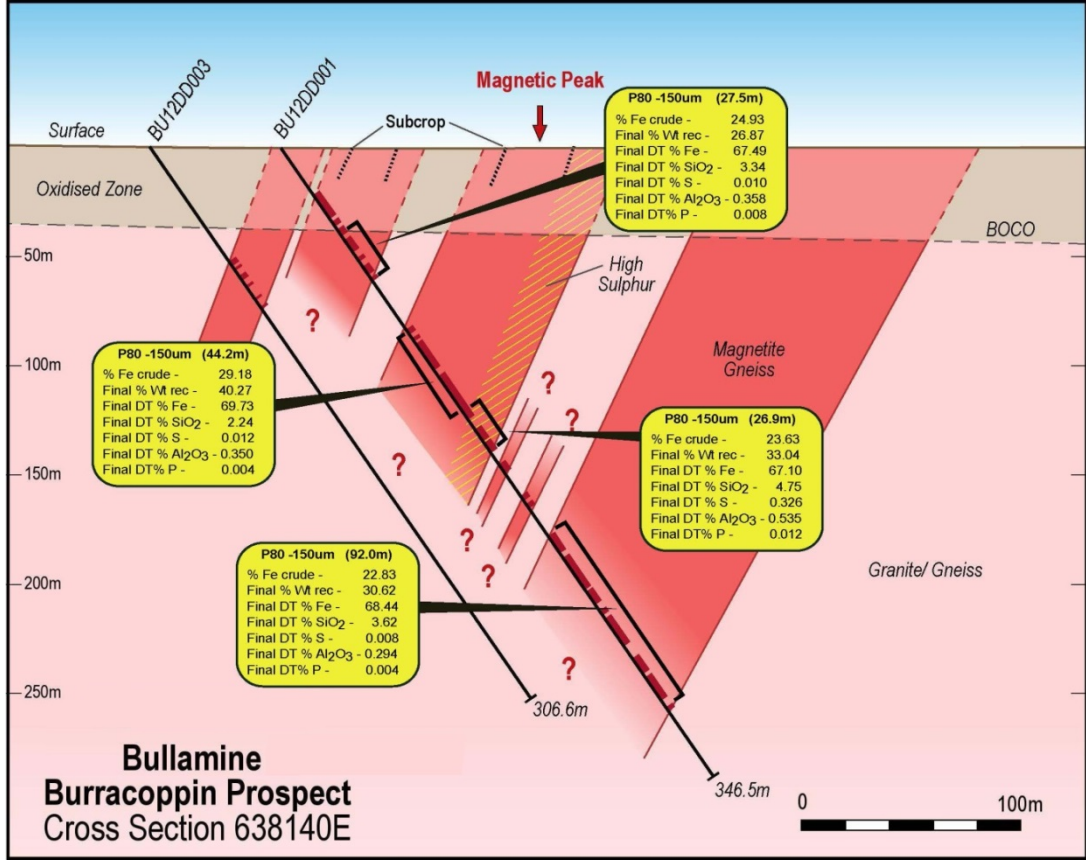 BU12DD003
BU12DD001
Magnetic Peak
Surface
Subcrop
Oxidised Zone
BOCO
P80 -150um (27.5m)
% Fe crude - 24.93
Final % Wt rec - 26.87
Final DT % Fe - 67.49
Final DT % SiO₂ - 3.34
Final DT % S - 0.010
Final DT % Al₂O₃ - 0.358
Final DT% P - 0.008
50m
High
Sulphur
?
100m
Magnetite
Gneiss
P80 -150um (44.2m)
% Fe crude - 29.18
Final % Wt rec - 40.27
Final DT % Fe - 69.73
Final DT % SiO₂ - 2.24
Final DT % S - 0.012
Final DT % Al₂O₃ - 0.350
Final DT% P - 0.004
?
?
?
P80 -150um (26.9m)
% Fe crude - 23.63
Final % Wt rec - 33.04
Final DT % Fe - 67.10
Final DT % SiO₂ - 4.75
Final DT % S - 0.326
Final DT % Al₂O₃ - 0.535
Final DT% P - 0.012
150m
?
?
P80 -150um (92.0m)
% Fe crude - 22.83
Final % Wt rec - 30.62
Final DT % Fe - 68.44
Final DT % SiO₂ - 3.62
Final DT % S - 0.008
Final DT % Al₂O₃ - 0.294
Final DT% P - 0.004
200m
Granite/ Gneiss
?
250m
306.6m
346.5m
Bullamine
Burracoppin Prospect
Cross Section 638140E
0 100m